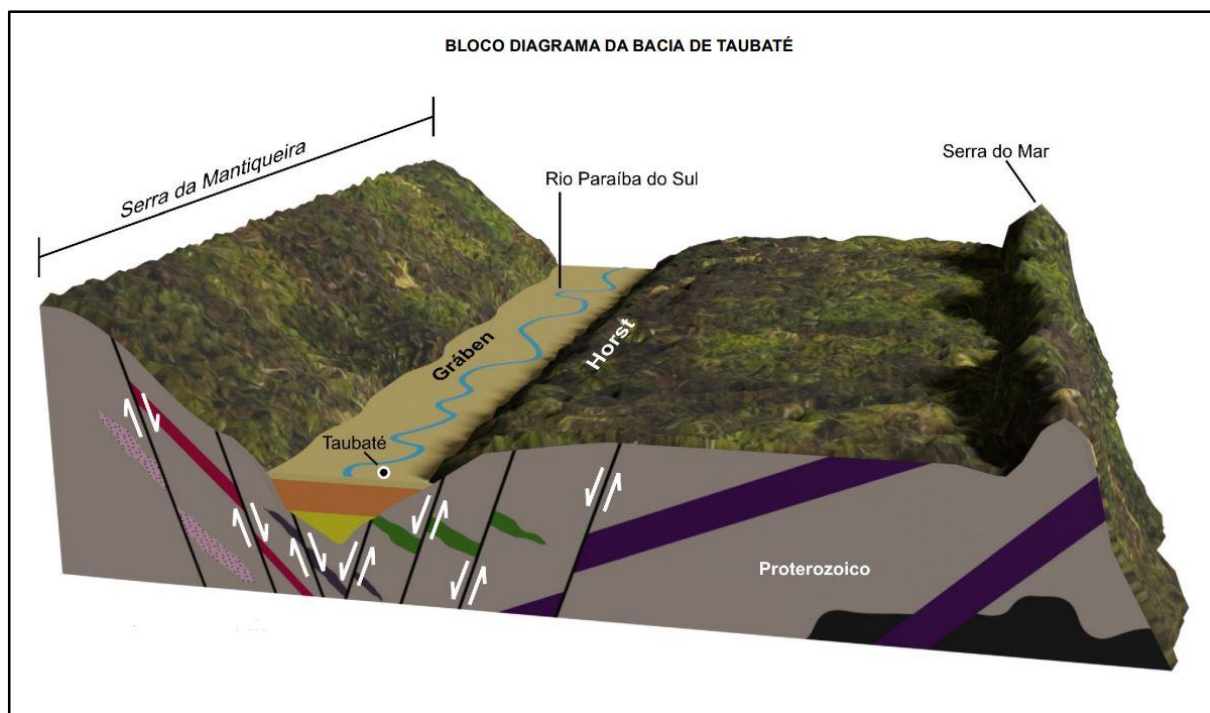 BLOCO DIAGRAMA DA BACIA DE TAUBATÉ
Serra da Mantiqueira
Serra do Mar
Rio Paraíba do Sul
Gráben
Horst
Taubaté
Proterozoico